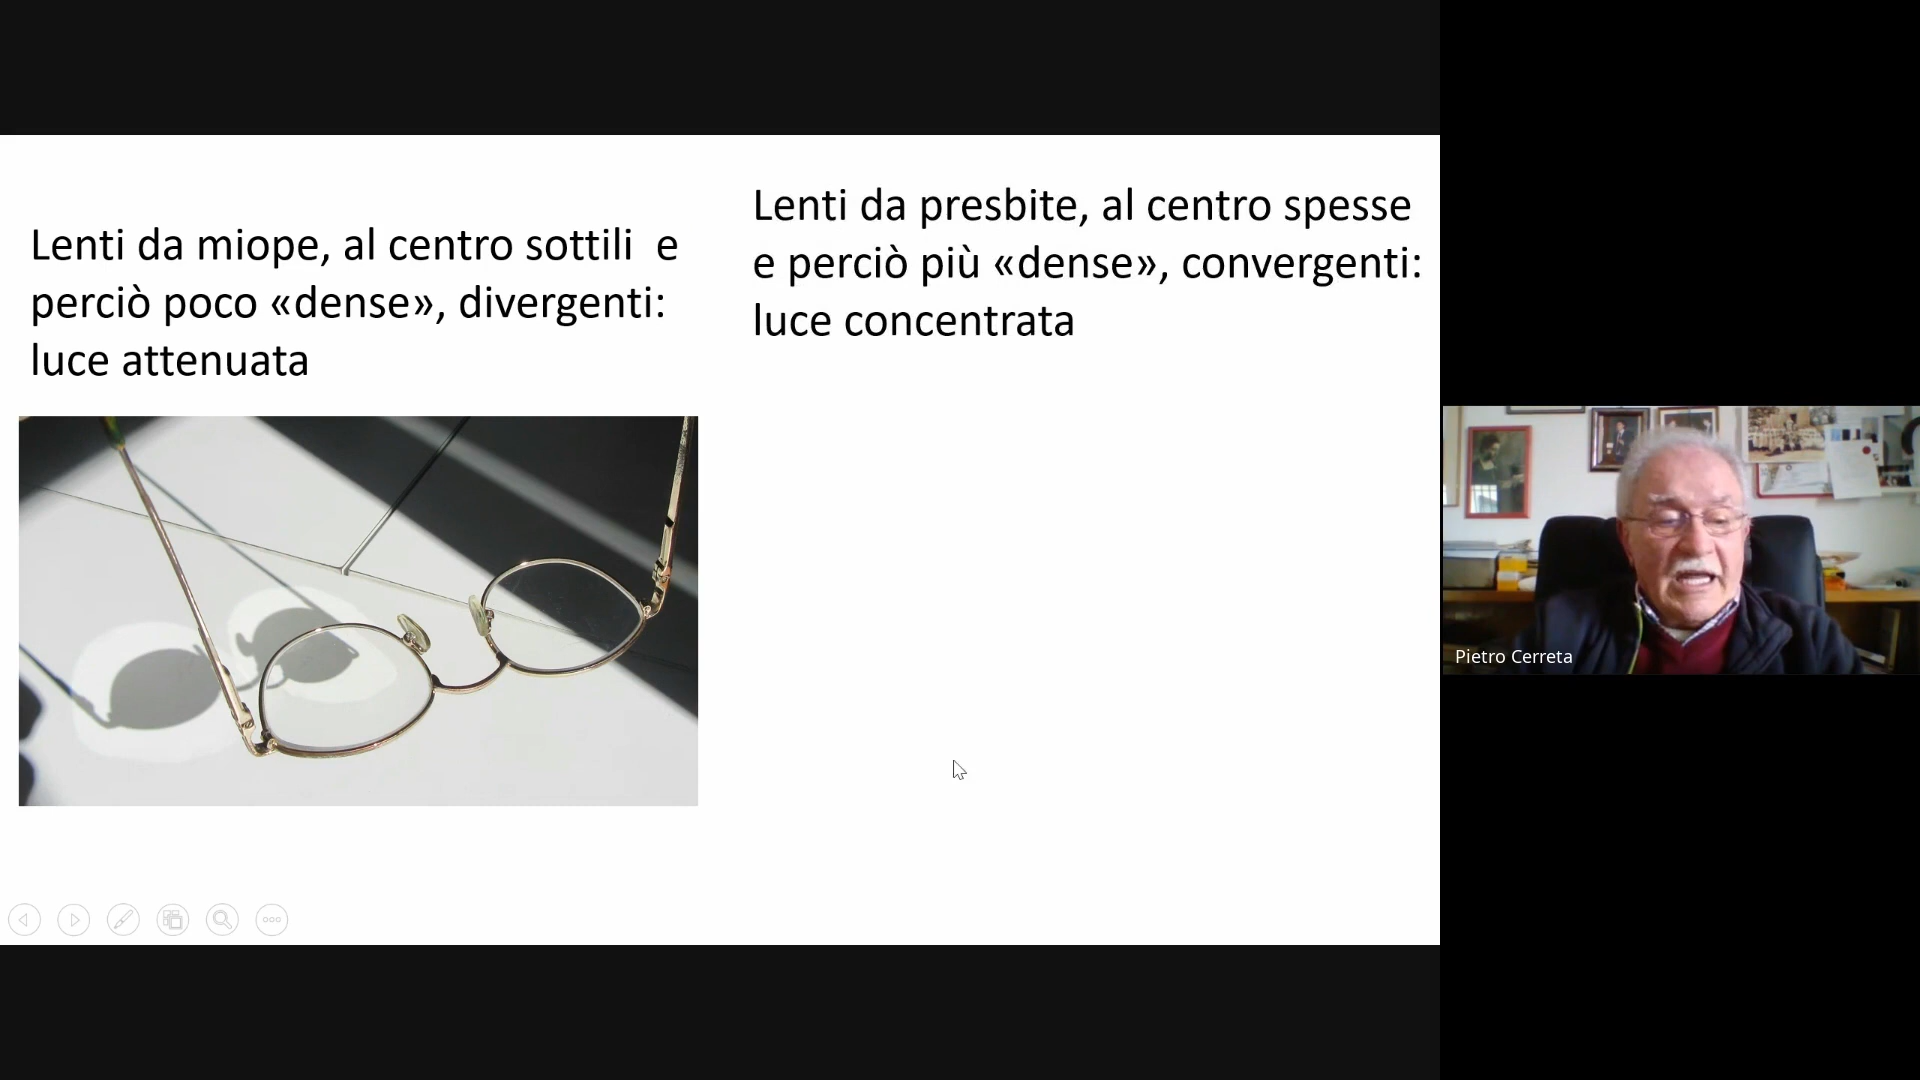 Lenti da miope, al centro sottili  e
perciò poco «dense», divergenti:
luce attenuata
Lenti da presbite, al centro spesse
e perciò più «dense», convergenti:
luce concentrata
Pietro Cerreta